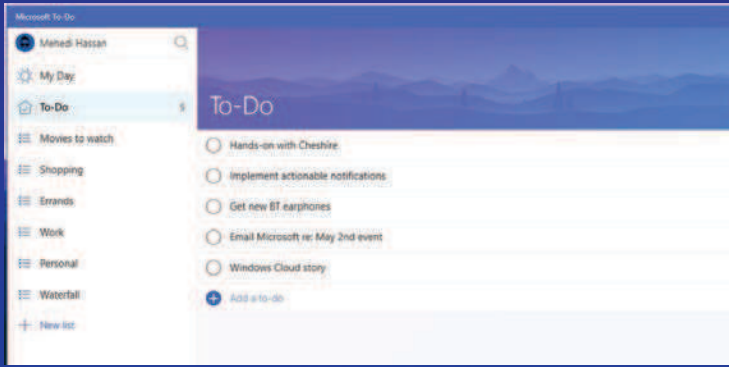 Microsoft To-Do
Mehedi Hassan
My Day
To-Do 5
Movies to watch
Shopping
Errands
Work
Personal
Waterfall
New list
To-Do
Hands-on with Cheshire
Implement actionable notifications
Get new BT earphones
Email Microsoft re: May 2nd event
Windows Cloud story
Add a to-do